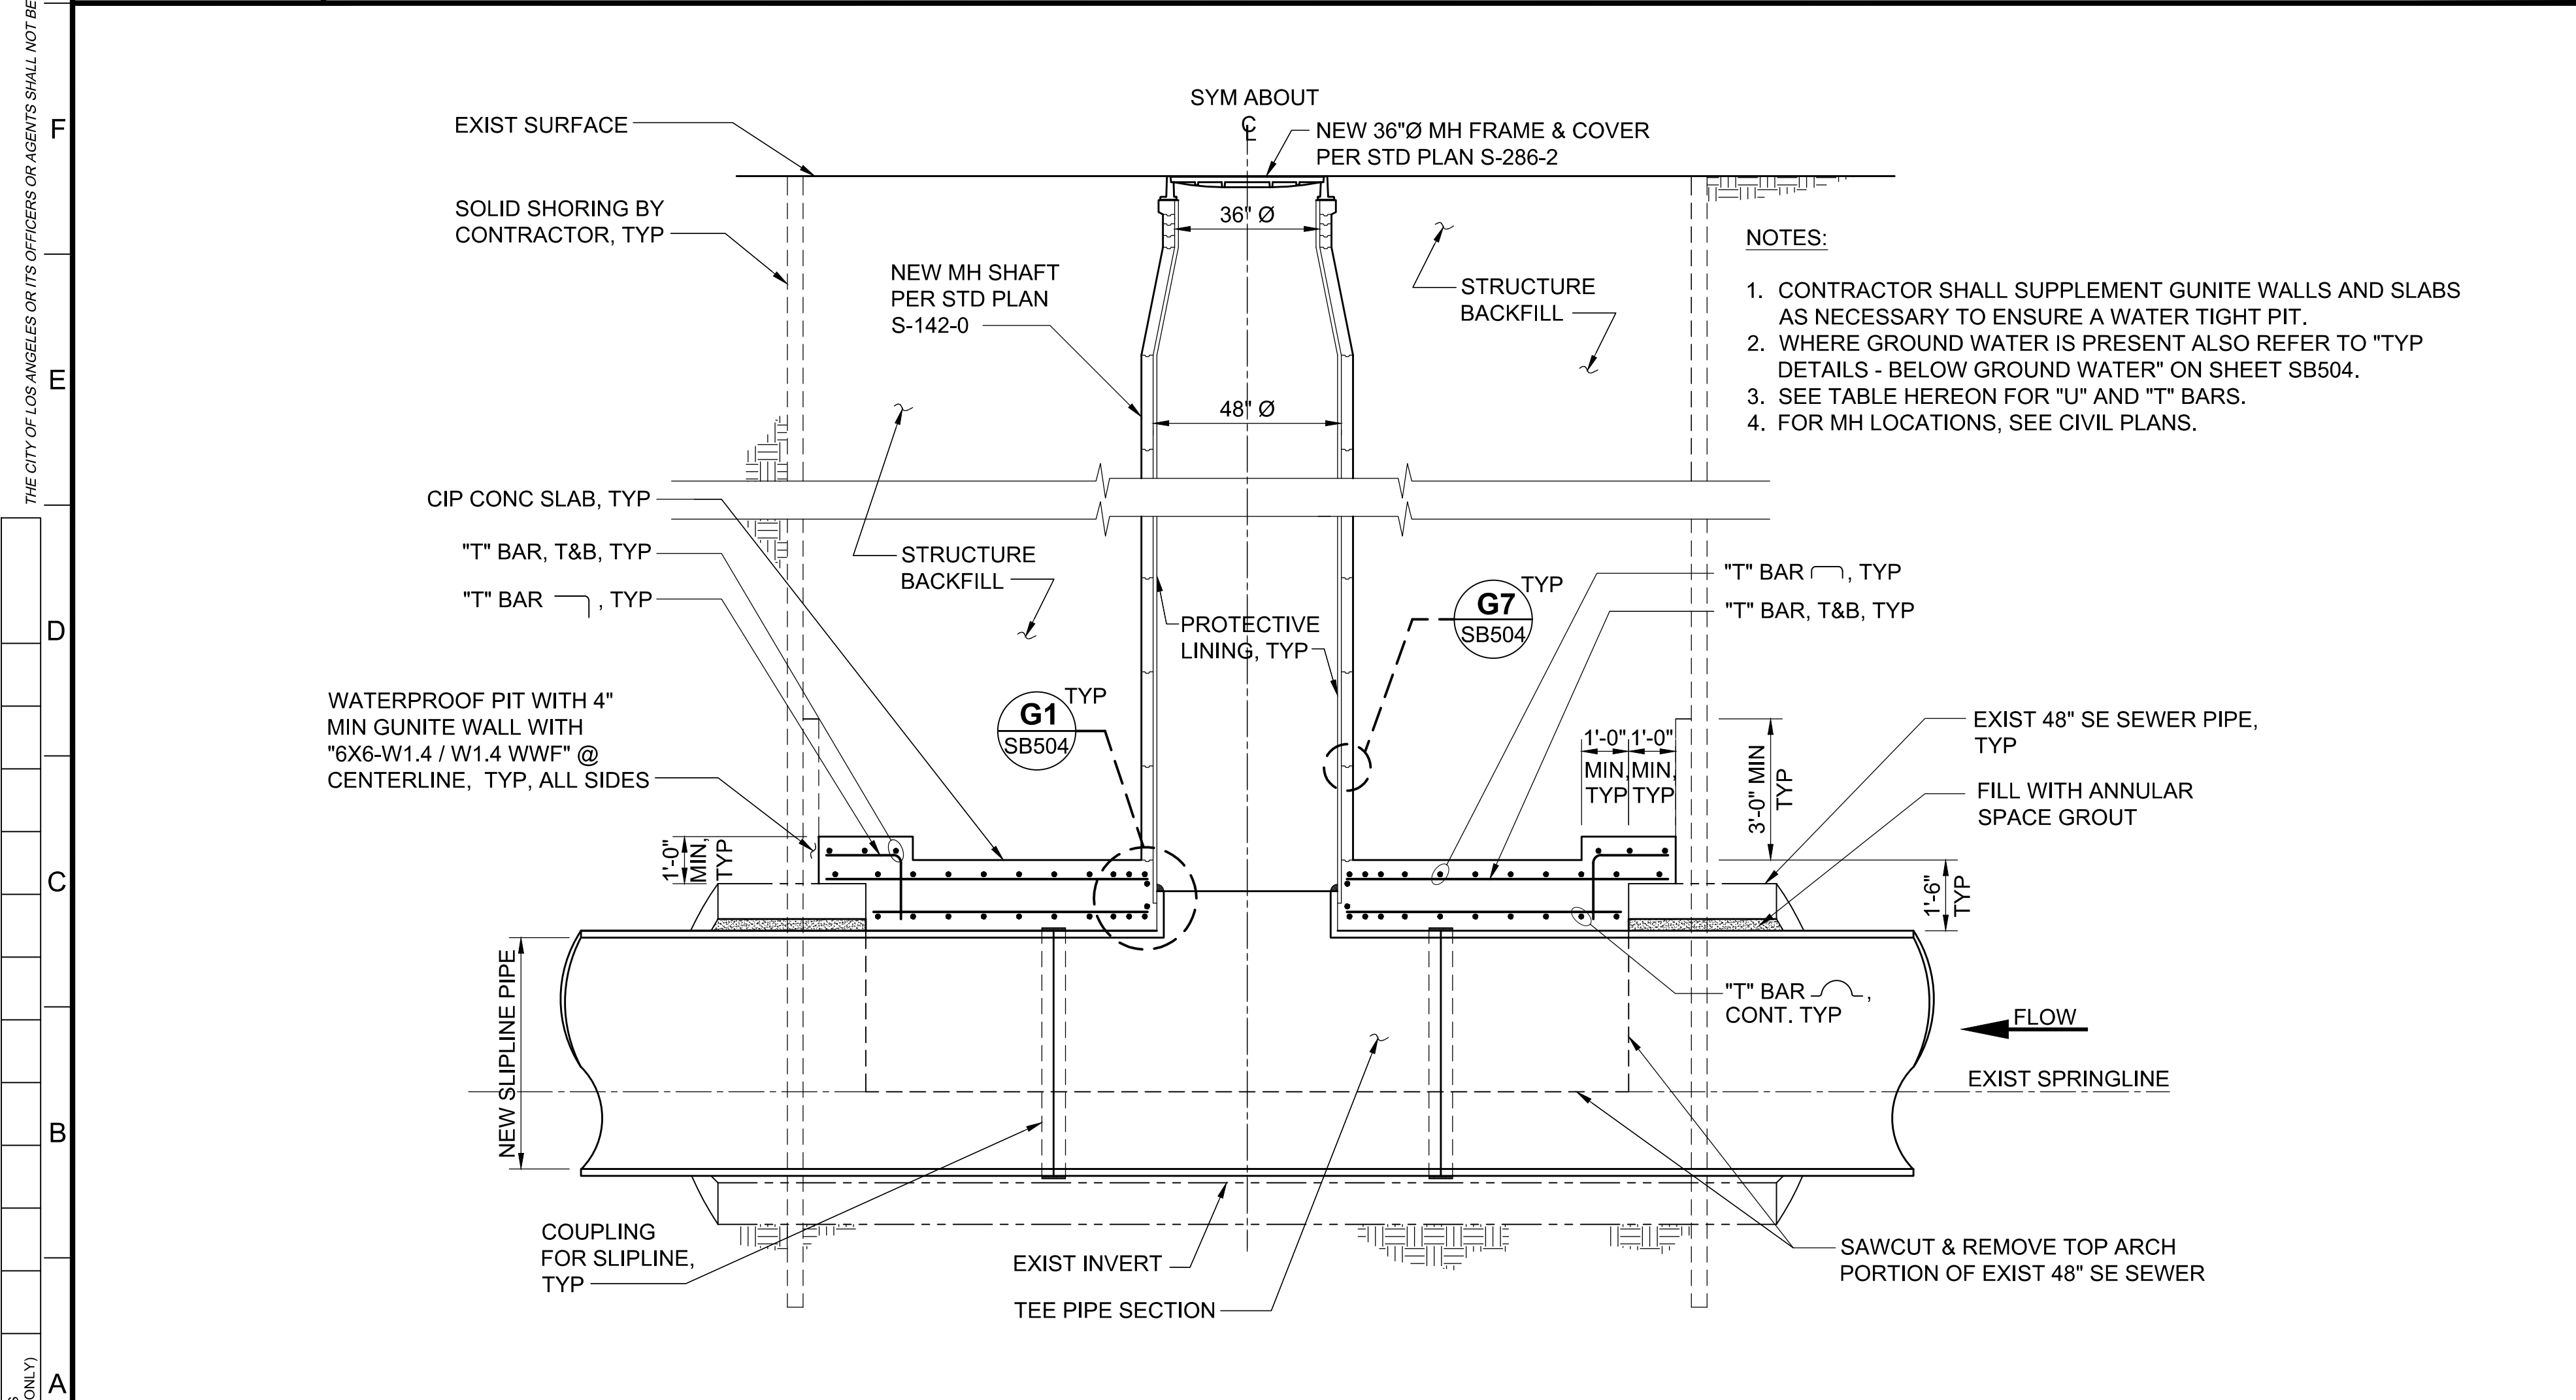 THE CITY OF LOS ANGELES OR ITS OFFICERS OR AGENTS SHALL NOT BE
F
E
D
C
B
A
ONLY)
SYM ABOUT
℄
EXIST SURFACE
NEW 36"Ø MH FRAME & COVER
PER STD PLAN S-286-2
SOLID SHORING BY
CONTRACTOR, TYP
36" Ø
NEW MH SHAFT
PER STD PLAN
S-142-0
STRUCTURE
BACKFILL
NOTES:
1. CONTRACTOR SHALL SUPPLEMENT GUNITE WALLS AND SLABS
AS NECESSARY TO ENSURE A WATER TIGHT PIT.
2. WHERE GROUND WATER IS PRESENT ALSO REFER TO "TYP
DETAILS - BELOW GROUND WATER" ON SHEET SB504.
3. SEE TABLE HEREON FOR "U" AND "T" BARS.
4. FOR MH LOCATIONS, SEE CIVIL PLANS.
48" Ø
CIP CONC SLAB, TYP
"T" BAR, T&B, TYP
"T" BAR , TYP
STRUCTURE
BACKFILL
PROTECTIVE
LINING, TYP
G7
SB504
TYP
"T" BAR , TYP
"T" BAR, T&B, TYP
WATERPROOF PIT WITH 4"
MIN GUNITE WALL WITH
"6X6-W1.4 / W1.4 WWF" @
CENTERLINE, TYP, ALL SIDES
G1
SB504
TYP
1'-0"
MIN,
TYP
1'-0"
MIN,
TYP
3'-0" MIN
TYP
EXIST 48" SE SEWER PIPE,
TYP
FILL WITH ANNULAR
SPACE GROUT
1'-0"
MIN,
TYP
1'-6"
TYP
NEW SLIPLINE PIPE
"T" BAR ,
CONT. TYP
FLOW
EXIST SPRINGLINE
COUPLING
FOR SLIPLINE,
TYP
EXIST INVERT
TEE PIPE SECTION
SAWCUT & REMOVE TOP ARCH
PORTION OF EXIST 48" SE SEWER